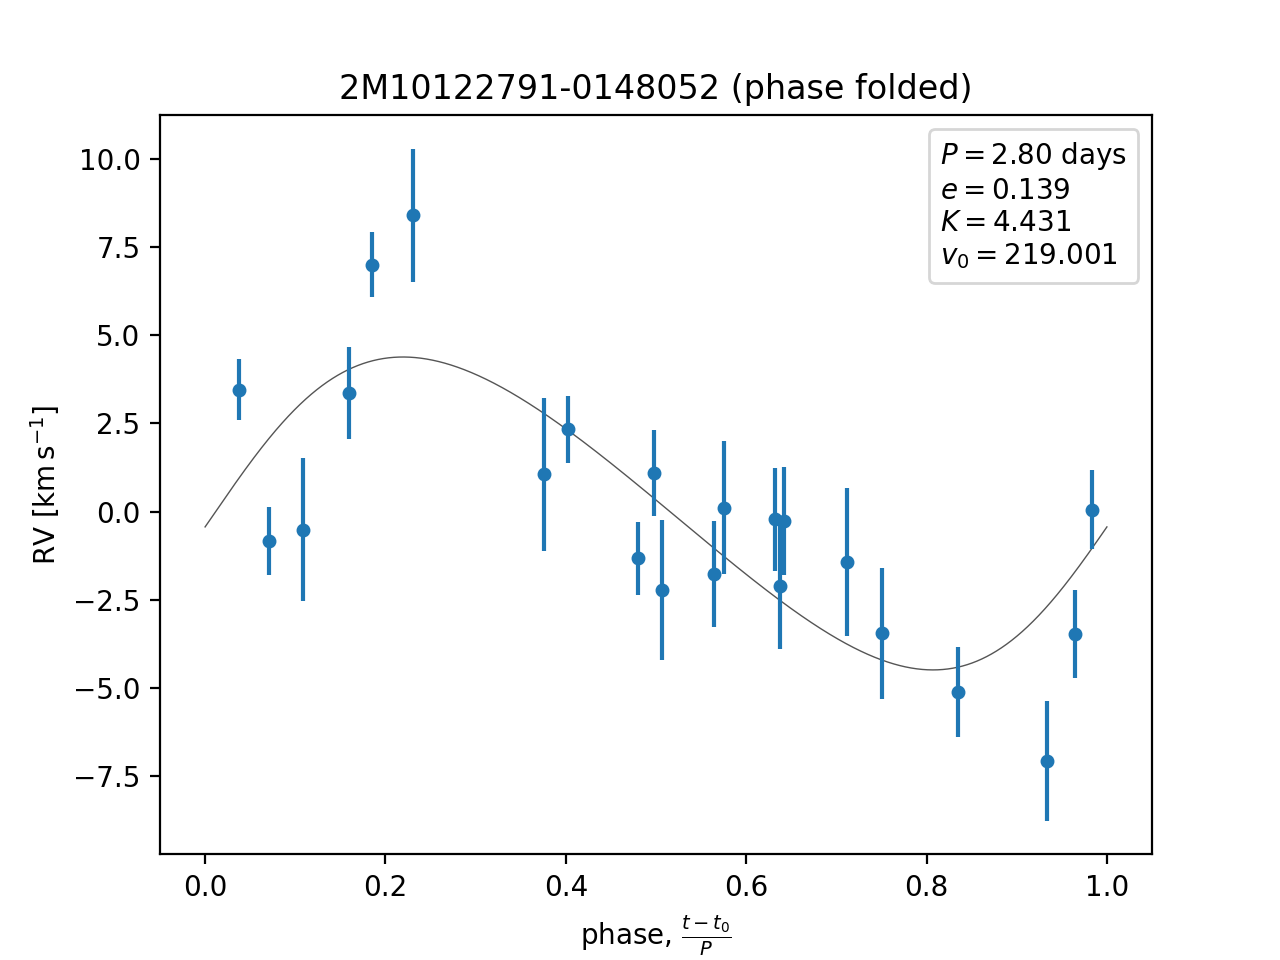 2M10122791-0148052 (phase folded)
P = 2.80 days
e = 0.139
K = 4.431
v₀ = 219.001
10.0
7.5
5.0
2.5
0.0
−2.5
−5.0
−7.5
RV [km s⁻¹]
0.0 0.2 0.4 0.6 0.8 1.0
phase, (t − t₀)/P